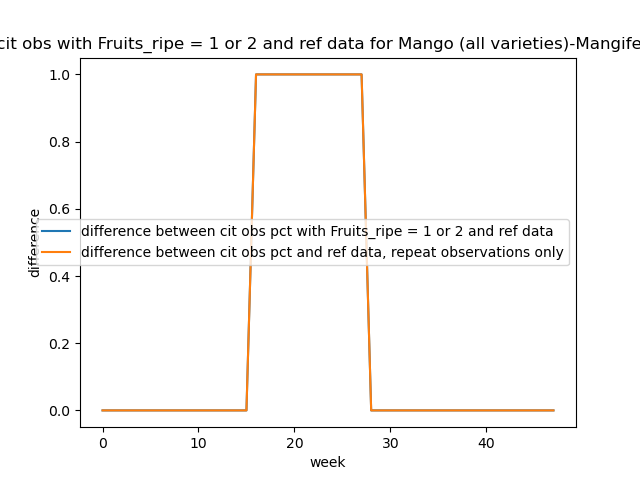 cit obs with Fruits_ripe = 1 or 2 and ref data for Mango (all varieties)-Mangife
1.0
0.8
0.6
0.4
0.2
0.0
difference
difference between cit obs pct with Fruits_ripe = 1 or 2 and ref data
difference between cit obs pct and ref data, repeat observations only
0 10 20 30 40
week